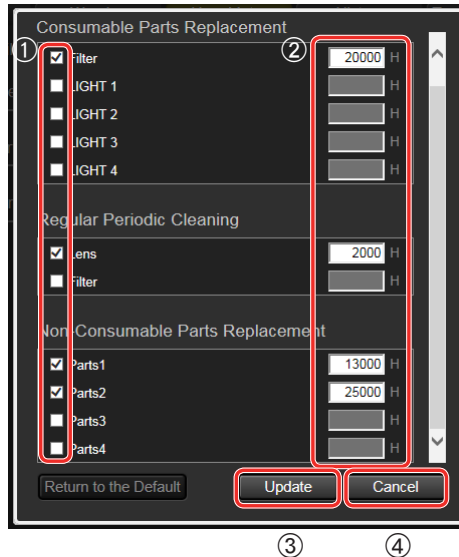 Consumable Parts Replacement
① Filter ② 20000 H
LIGHT 1 H
LIGHT 2 H
LIGHT 3 H
LIGHT 4 H
Regular Periodic Cleaning
Lens 2000 H
Filter H
Non-Consumable Parts Replacement
Parts1 13000 H
Parts2 25000 H
Parts3 H
Parts4 H
Return to the Default Update Cancel
③ ④